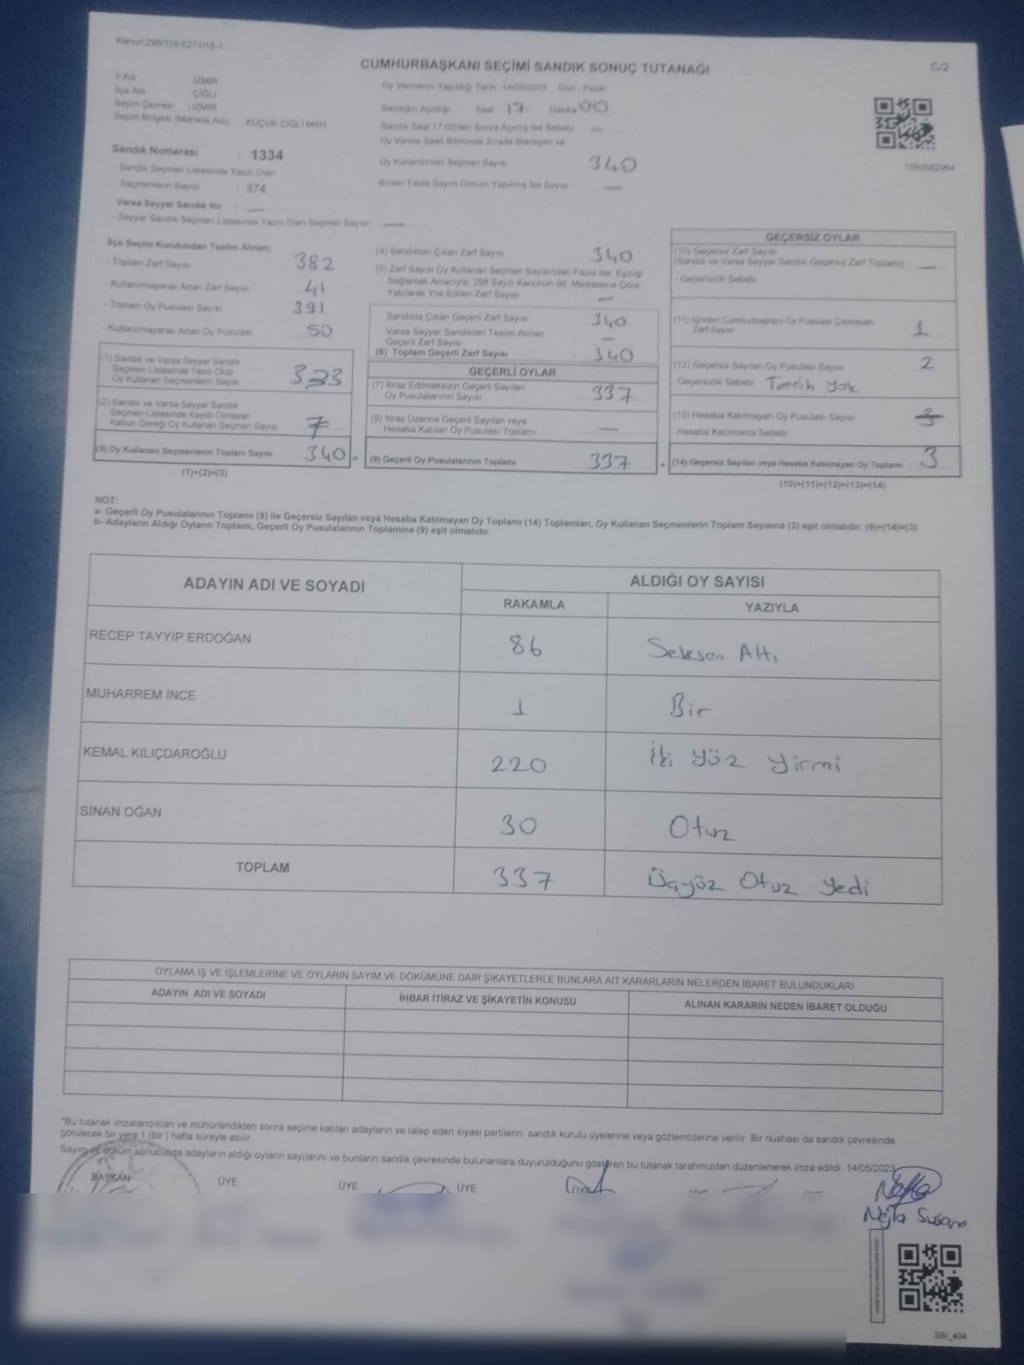 Kanun:298/105 6271/18-1
CUMHURBAŞKANI SEÇİMİ SANDIK SONUÇ TUTANAĞI
C/2
İl Adı : İZMİR
İlçe Adı : ÇİĞLİ
Seçim Çevresi : İZMİR
Seçim Bölgesi (Mahalle Adı) : KÜÇÜK ÇİĞLİ MAH.
Sandık Numarası : 1334
- Sandık Seçmen Listesinde Yazılı Olan
Seçmenlerin Sayısı : 374
Varsa Seyyar Sandık No : —
- Seyyar Sandık Seçmen Listesinde Yazılı Olan Seçmen Sayısı —
Oy Vermenin Yapıldığı Tarih 14/05/2023 Gün : Pazar
Sandığın Açıldığı Saat 17 Dakika 00
Sandık Saat 17:00'den Sonra Açılmış İse Sebebi —
Oy Verme Saati Bitiminde Sırada Bekleyen ve
Oy Kullandırılan Seçmen Sayısı 340
Birden Fazla Sayım Döküm Yapılmış İse Sayısı —
İlçe Seçim Kurulundan Teslim Alınan;
- Toplam Zarf Sayısı 382
- Kullanılmayarak Artan Zarf Sayısı 41
- Toplam Oy Pusulası Sayısı 391
- Kullanılmayarak Artan Oy Pusulası 50
(1) Sandık ve Varsa Seyyar Sandık
Seçmen Listesinde Yazılı Olup
Oy Kullanan Seçmenlerin Sayısı 333
(2) Sandık ve Varsa Seyyar Sandık
Seçmen Listesinde Kayıtlı Olmayan
Kanun Gereği Oy Kullanan Seçmen Sayısı 7
(3) Oy Kullanan Seçmenlerin Toplam Sayısı 340
(1)+(2)=(3)
(4) Sandıktan Çıkan Zarf Sayısı 340
(5) Zarf Sayısı Oy Kullanan Seçmen Sayısından Fazla İse, Eşitliği
Sağlamak Amacıyla, 298 Sayılı Kanunun 98. Maddesine Göre
Yakılarak Yok Edilen Zarf Sayısı —
Sandıkta Çıkan Geçerli Zarf Sayısı 340
Varsa Seyyar Sandıktan Teslim Alınan
Geçerli Zarf Sayısı —
(6) Toplam Geçerli Zarf Sayısı 340
GEÇERLİ OYLAR
(7) İtiraz Edilmeksizin Geçerli Sayılan
Oy Pusulalarının Sayısı 337
(8) İtiraz Üzerine Geçerli Sayılan veya
Hesaba Katılan Oy Pusulası Toplamı —
(9) Geçerli Oy Pusulalarının Toplamı 337
GEÇERSİZ OYLAR
(10) Geçersiz Zarf Sayısı
(Sandık ve Varsa Seyyar Sandık Geçersiz Zarf Toplamı) —
- Geçersizlik Sebebi
(11) İçinden Cumhurbaşkanı Oy Pusulası Çıkmayan
Zarf Sayısı 1
(12) Geçersiz Sayılan Oy Pusulası Sayısı 2
- Geçersizlik Sebebi Tercih yok
(13) Hesaba Katılmayan Oy Pusulası Sayısı
- Hesaba Katılmama Sebebi
(14) Geçersiz Sayılan veya Hesaba Katılmayan Oy Toplamı 3
(10)+(11)+(12)+(13)=(14)
NOT:
a- Geçerli Oy Pusulalarının Toplamı (9) ile Geçersiz Sayılan veya Hesaba Katılmayan Oy Toplamı (14) Toplamları, Oy Kullanan Seçmenlerin Toplam Sayısına (3) eşit olmalıdır. (9)+(14)=(3)
b- Adayların Aldığı Oyların Toplamı, Geçerli Oy Pusulalarının Toplamına (9) eşit olmalıdır.
ADAYIN ADI VE SOYADI
ALDIĞI OY SAYISI
RAKAMLA
YAZIYLA
RECEP TAYYİP ERDOĞAN 86 Seksen Altı
MUHARREM İNCE 1 Bir
KEMAL KILIÇDAROĞLU 220 İki yüz yirmi
SİNAN OĞAN 30 Otuz
TOPLAM 337 Üçyüz Otuz yedi
OYLAMA İŞ VE İŞLEMLERİNE VE OYLARIN SAYIM VE DÖKÜMÜNE DAİR ŞİKAYETLERLE BUNLARA AİT KARARLARIN NELERDEN İBARET BULUNDUKLARI
ADAYIN ADI VE SOYADI
İHBAR İTİRAZ VE ŞİKAYETİN KONUSU
ALINAN KARARIN NEDEN İBARET OLDUĞU
*Bu tutanak imzalandıktan ve mühürlendikten sonra seçime katılan adayların ve talep eden siyasi partilerin sandık kurulu üyelerine veya gözlemcilerine verilir. Bir nüshası da sandık çevresinde
görülecek bir yere 1 (bir ) hafta süreyle asılır.
Sayım ve döküm sonucunda adayların aldığı oyların sayılarını ve bunların sandık çevresinde bulunanlara duyurulduğunu gösteren bu tutanak tarafımızdan düzenlenerek imza edildi. 14/05/2023
BAŞKAN
ÜYE
ÜYE
ÜYE
SSI_404